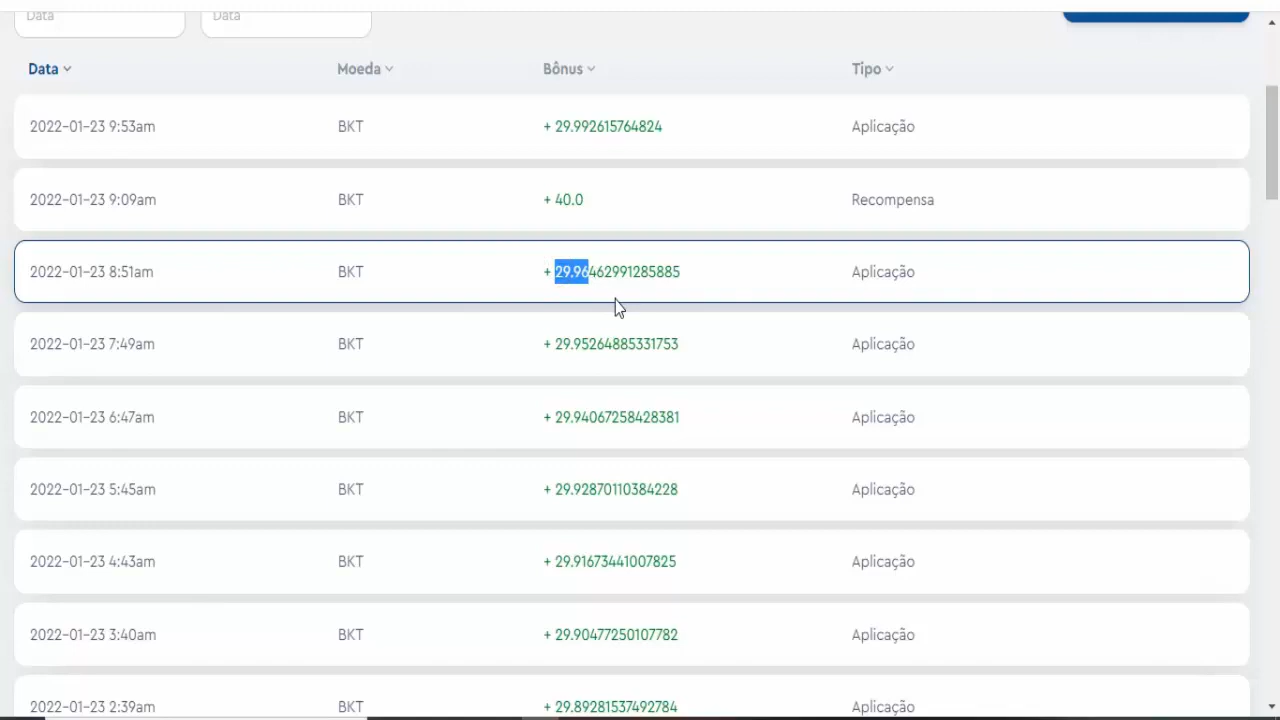 Data Data
Data Moeda Bônus Tipo
2022-01-23 9:53am BKT + 29.992615764824 Aplicação
2022-01-23 9:09am BKT + 40.0 Recompensa
2022-01-23 8:51am BKT + 29.96462991285885 Aplicação
2022-01-23 7:49am BKT + 29.95264885331753 Aplicação
2022-01-23 6:47am BKT + 29.94067258428381 Aplicação
2022-01-23 5:45am BKT + 29.92870110384228 Aplicação
2022-01-23 4:43am BKT + 29.91673441007825 Aplicação
2022-01-23 3:40am BKT + 29.90477250107782 Aplicação
2022-01-23 2:39am BKT + 29.89281537492784 Aplicação